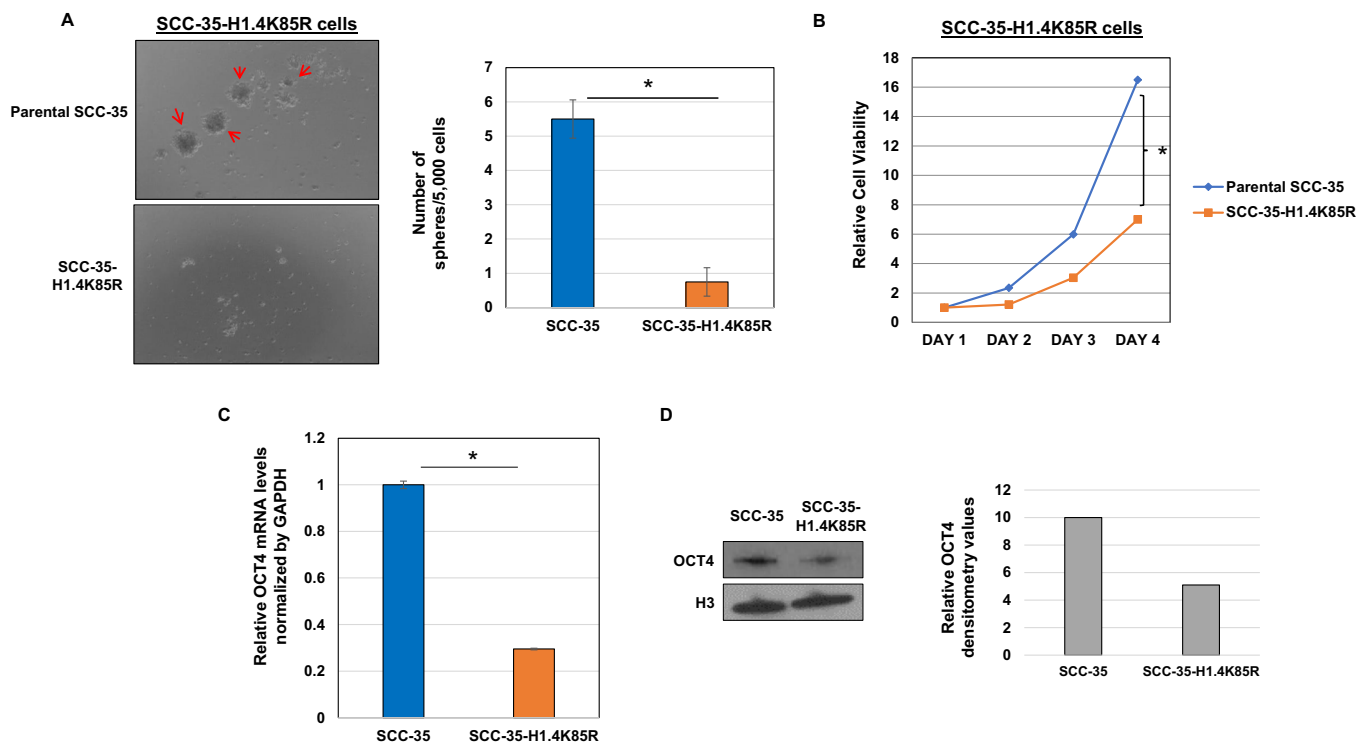 A
SCC-35-H1.4K85R cells
Parental SCC-35
SCC-35-
H1.4K85R
Number of
spheres/5,000 cells
7
6
5
4
3
2
1
0
*
SCC-35
SCC-35-H1.4K85R
B
SCC-35-H1.4K85R cells
Relative Cell Viability
18
16
14
12
10
8
6
4
2
0
*
DAY 1
DAY 2
DAY 3
DAY 4
Parental SCC-35
SCC-35-H1.4K85R
C
Relative OCT4 mRNA levels
normalized by GAPDH
1.2
1
0.8
0.6
0.4
0.2
0
*
SCC-35
SCC-35-H1.4K85R
D
SCC-35
SCC-35-
H1.4K85R
OCT4
H3
Relative OCT4
densitometry values
12
10
8
6
4
2
0
SCC-35
SCC-35-H1.4K85R